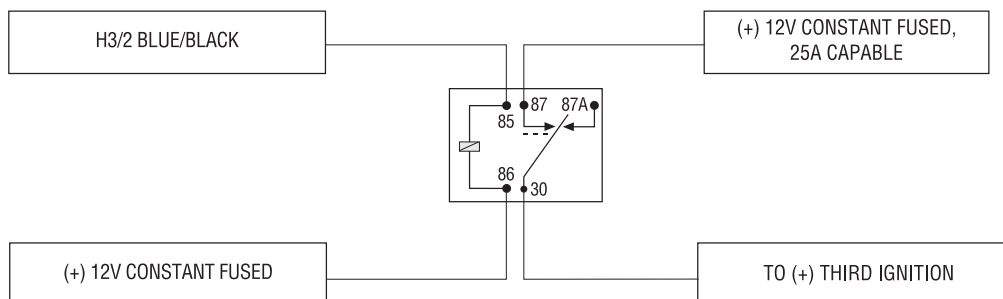 H3/2 BLUE/BLACK
(+) 12V CONSTANT FUSED,
25A CAPABLE
87
87A
85
86
30
(+) 12V CONSTANT FUSED
TO (+) THIRD IGNITION